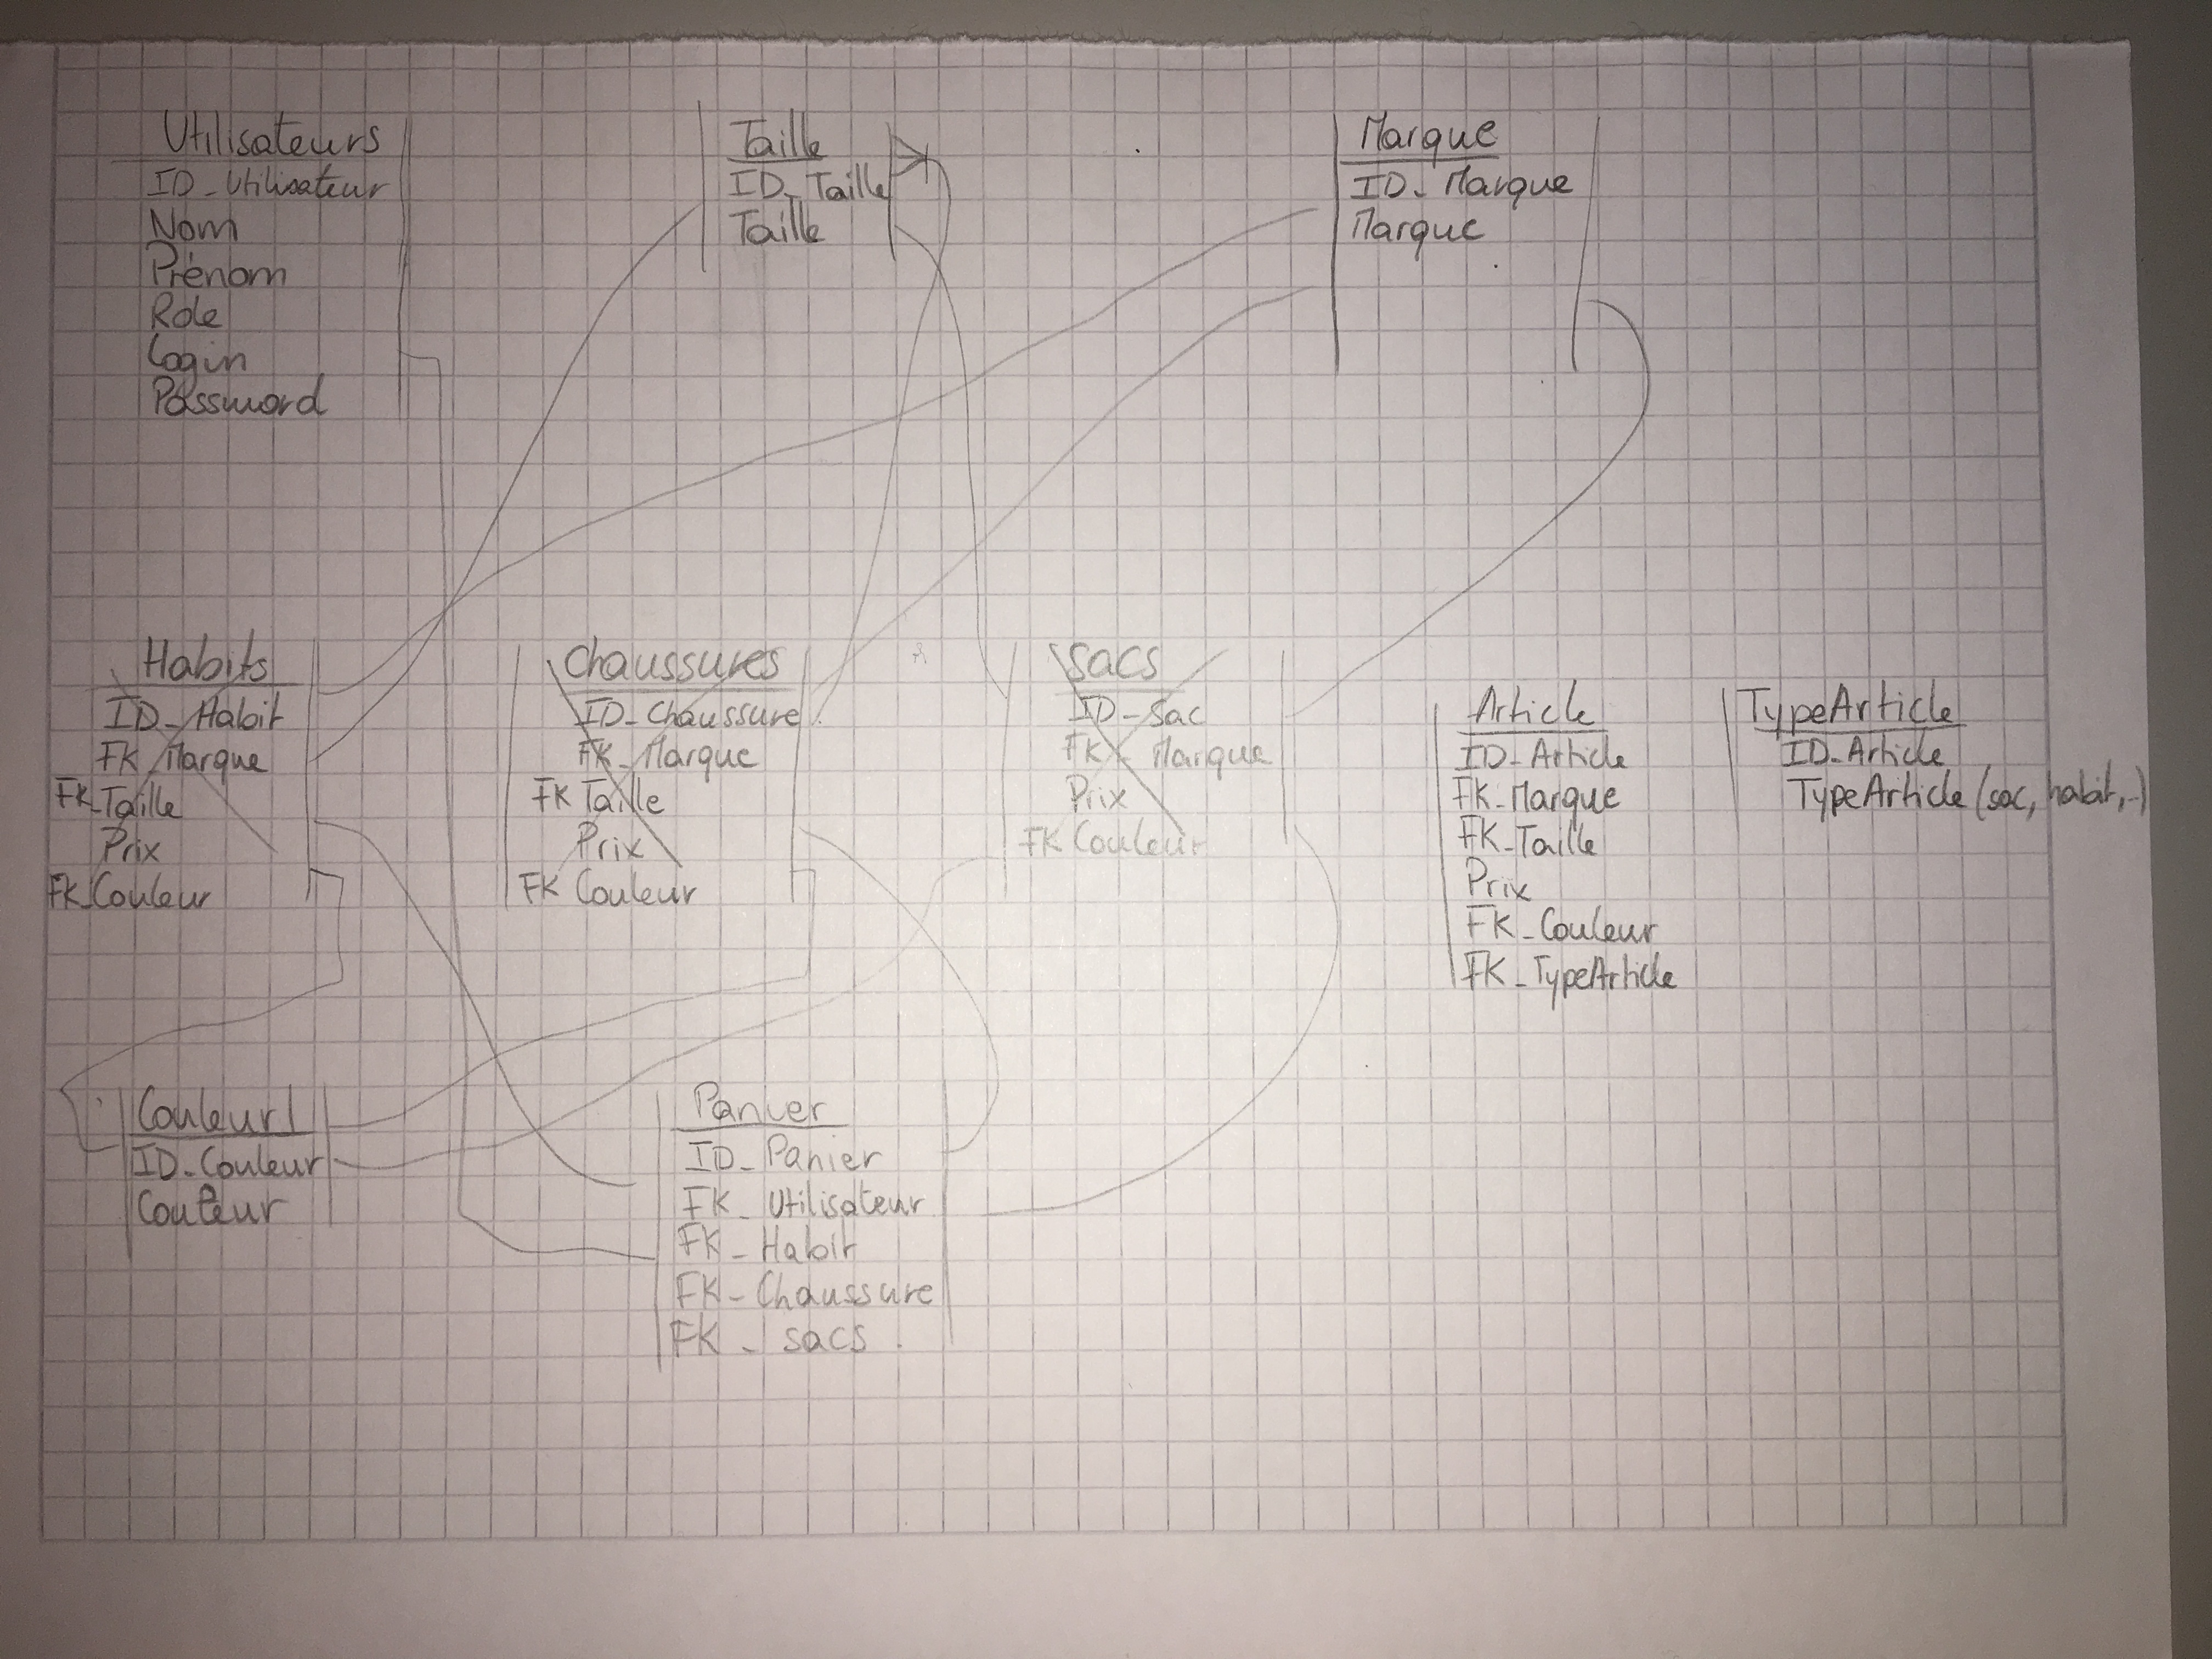 Utilisateurs
ID_Utilisateur
Nom
Prénom
Role
Login
Password
Taille
ID_Taille
Taille
Marque
ID_Marque
Marque
Habits
ID_Habit
FK_Marque
FK_Taille
Prix
FK_Couleur
Chaussures
ID_Chaussure
FK_Marque
FK Taille
Prix
FK Couleur
Sacs
ID_Sac
FK_Marque
Prix
FK Couleur
Article
ID_Article
FK_Marque
FK_Taille
Prix
FK_Couleur
FK_TypeArticle
TypeArticle
ID_Article
TypeArticle (sac, habit,..)
Couleur
ID_Couleur
Couleur
Panier
ID_Panier
FK_Utilisateur
FK_Habit
FK_Chaussure
FK_sacs